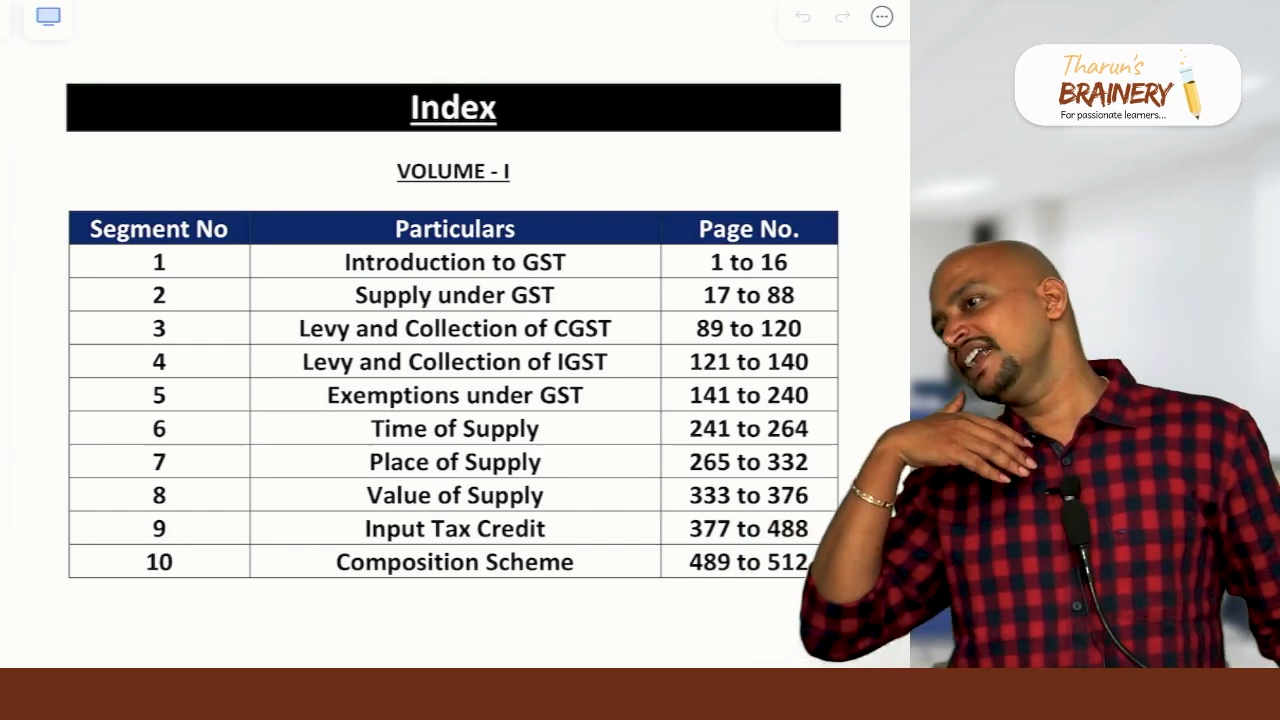 Index
VOLUME - I
Segment No Particulars Page No.
1 Introduction to GST 1 to 16
2 Supply under GST 17 to 88
3 Levy and Collection of CGST 89 to 120
4 Levy and Collection of IGST 121 to 140
5 Exemptions under GST 141 to 240
6 Time of Supply 241 to 264
7 Place of Supply 265 to 332
8 Value of Supply 333 to 376
9 Input Tax Credit 377 to 488
10 Composition Scheme 489 to 512
Tharun's
BRAINERY
For passionate learners...